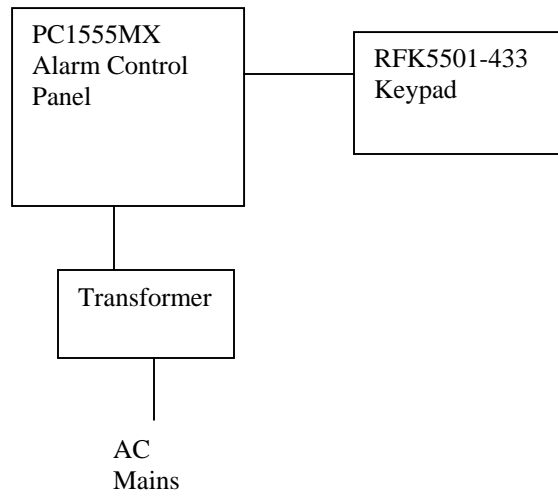 PC1555MX
Alarm Control
Panel
RFK5501-433
Keypad
Transformer
AC
Mains